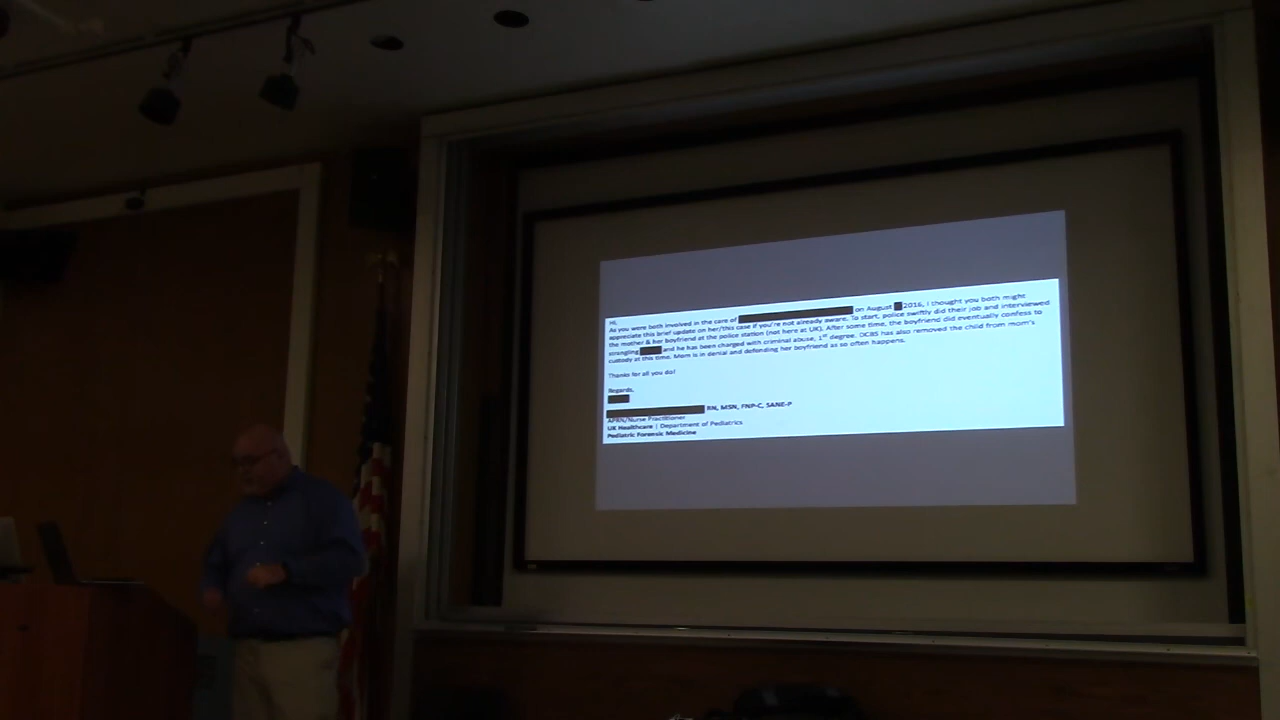 Hi,
As you were both involved in the care of on August 2016, I thought you both might
appreciate this brief update on her/this case if you're not already aware. To start, police swiftly did their job and interviewed
the mother & her boyfriend at the police station (not here at UK). After some time, the boyfriend did eventually confess to
strangling and he has been charged with criminal abuse, 1st degree. DCBS has also removed the child from mom's
custody at this time. Mom is in denial and defending her boyfriend as so often happens.
Thanks for all you do!
Regards,
RN, MSN, FNP-C, SANE-P
APRN/Nurse Practitioner
UK Healthcare | Department of Pediatrics
Pediatric Forensic Medicine